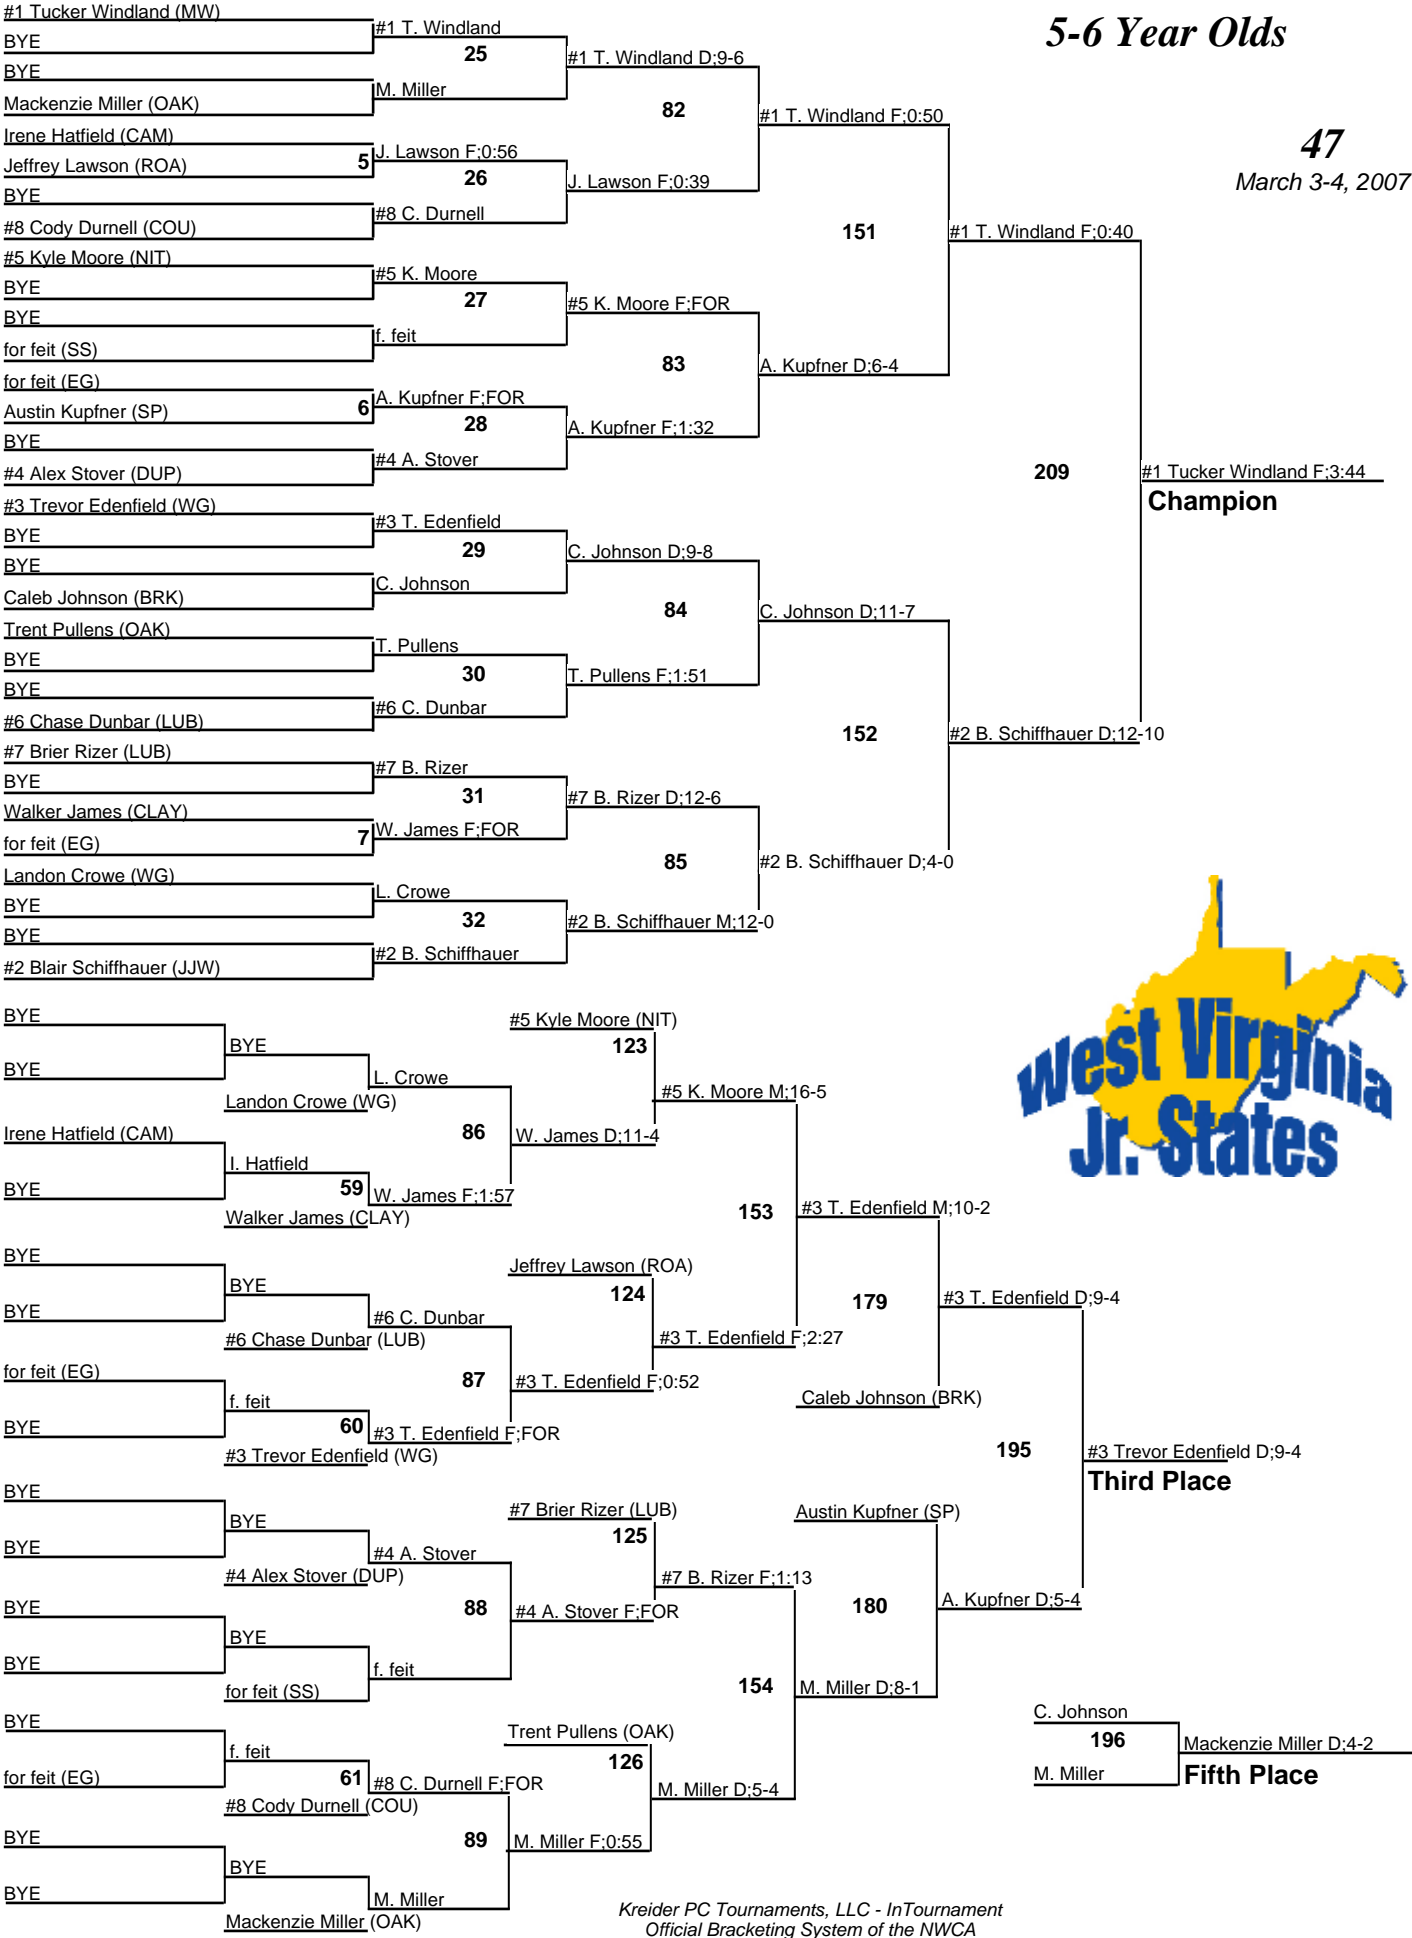 5-6 Year Olds
47
March 3-4, 2007
#1 Tucker Windland (MW)
BYE
BYE
Mackenzie Miller (OAK)
Irene Hatfield (CAM)
Jeffrey Lawson (ROA)
BYE
#8 Cody Durnell (COU)
#5 Kyle Moore (NIT)
BYE
BYE
for feit (SS)
for feit (EG)
Austin Kupfner (SP)
BYE
#4 Alex Stover (DUP)
#3 Trevor Edenfield (WG)
BYE
BYE
Caleb Johnson (BRK)
Trent Pullens (OAK)
BYE
BYE
#6 Chase Dunbar (LUB)
#7 Brier Rizer (LUB)
BYE
Walker James (CLAY)
for feit (EG)
Landon Crowe (WG)
BYE
BYE
#2 Blair Schiffhauer (JJW)
5
6
7
#1 T. Windland
25
M. Miller
J. Lawson F;0:56
26
#8 C. Durnell
#5 K. Moore
27
f. feit
A. Kupfner F;FOR
28
#4 A. Stover
#3 T. Edenfield
29
C. Johnson
T. Pullens
30
#6 C. Dunbar
#7 B. Rizer
31
W. James F;FOR
L. Crowe
32
#2 B. Schiffhauer
#1 T. Windland D;9-6
82
J. Lawson F;0:39
#5 K. Moore F;FOR
83
A. Kupfner F;1:32
C. Johnson D;9-8
84
T. Pullens F;1:51
#7 B. Rizer D;12-6
85
#2 B. Schiffhauer M;12-0
#1 T. Windland F;0:50
151
A. Kupfner D;6-4
C. Johnson D;11-7
152
#2 B. Schiffhauer D;4-0
#1 T. Windland F;0:40
209
#2 B. Schiffhauer D;12-10
#1 Tucker Windland F;3:44
Champion
West Virginia
Jr. States
BYE
BYE
Irene Hatfield (CAM)
BYE
BYE
BYE
for feit (EG)
BYE
BYE
BYE
BYE
BYE
BYE
for feit (EG)
BYE
BYE
BYE
Landon Crowe (WG)
I. Hatfield
59
Walker James (CLAY)
BYE
#6 Chase Dunbar (LUB)
f. feit
60
#3 Trevor Edenfield (WG)
BYE
#4 Alex Stover (DUP)
BYE
for feit (SS)
f. feit
61
#8 Cody Durnell (COU)
BYE
Mackenzie Miller (OAK)
L. Crowe
86
W. James F;1:57
#6 C. Dunbar
87
#3 T. Edenfield F;FOR
#4 A. Stover
88
f. feit
#8 C. Durnell F;FOR
89
M. Miller
#5 Kyle Moore (NIT)
123
W. James D;11-4
Jeffrey Lawson (ROA)
124
#3 T. Edenfield F;0:52
#7 Brier Rizer (LUB)
125
#4 A. Stover F;FOR
Trent Pullens (OAK)
126
M. Miller F;0:55
#5 K. Moore M;16-5
153
#3 T. Edenfield F;2:27
#7 B. Rizer F;1:13
154
M. Miller D;5-4
#3 T. Edenfield M;10-2
179
Caleb Johnson (BRK)
Austin Kupfner (SP)
180
M. Miller D;8-1
#3 T. Edenfield D;9-4
195
A. Kupfner D;5-4
#3 Trevor Edenfield D;9-4
Third Place
C. Johnson
196
M. Miller
Mackenzie Miller D;4-2
Fifth Place
Kreider PC Tournaments, LLC - InTournament
Official Bracketing System of the NWCA